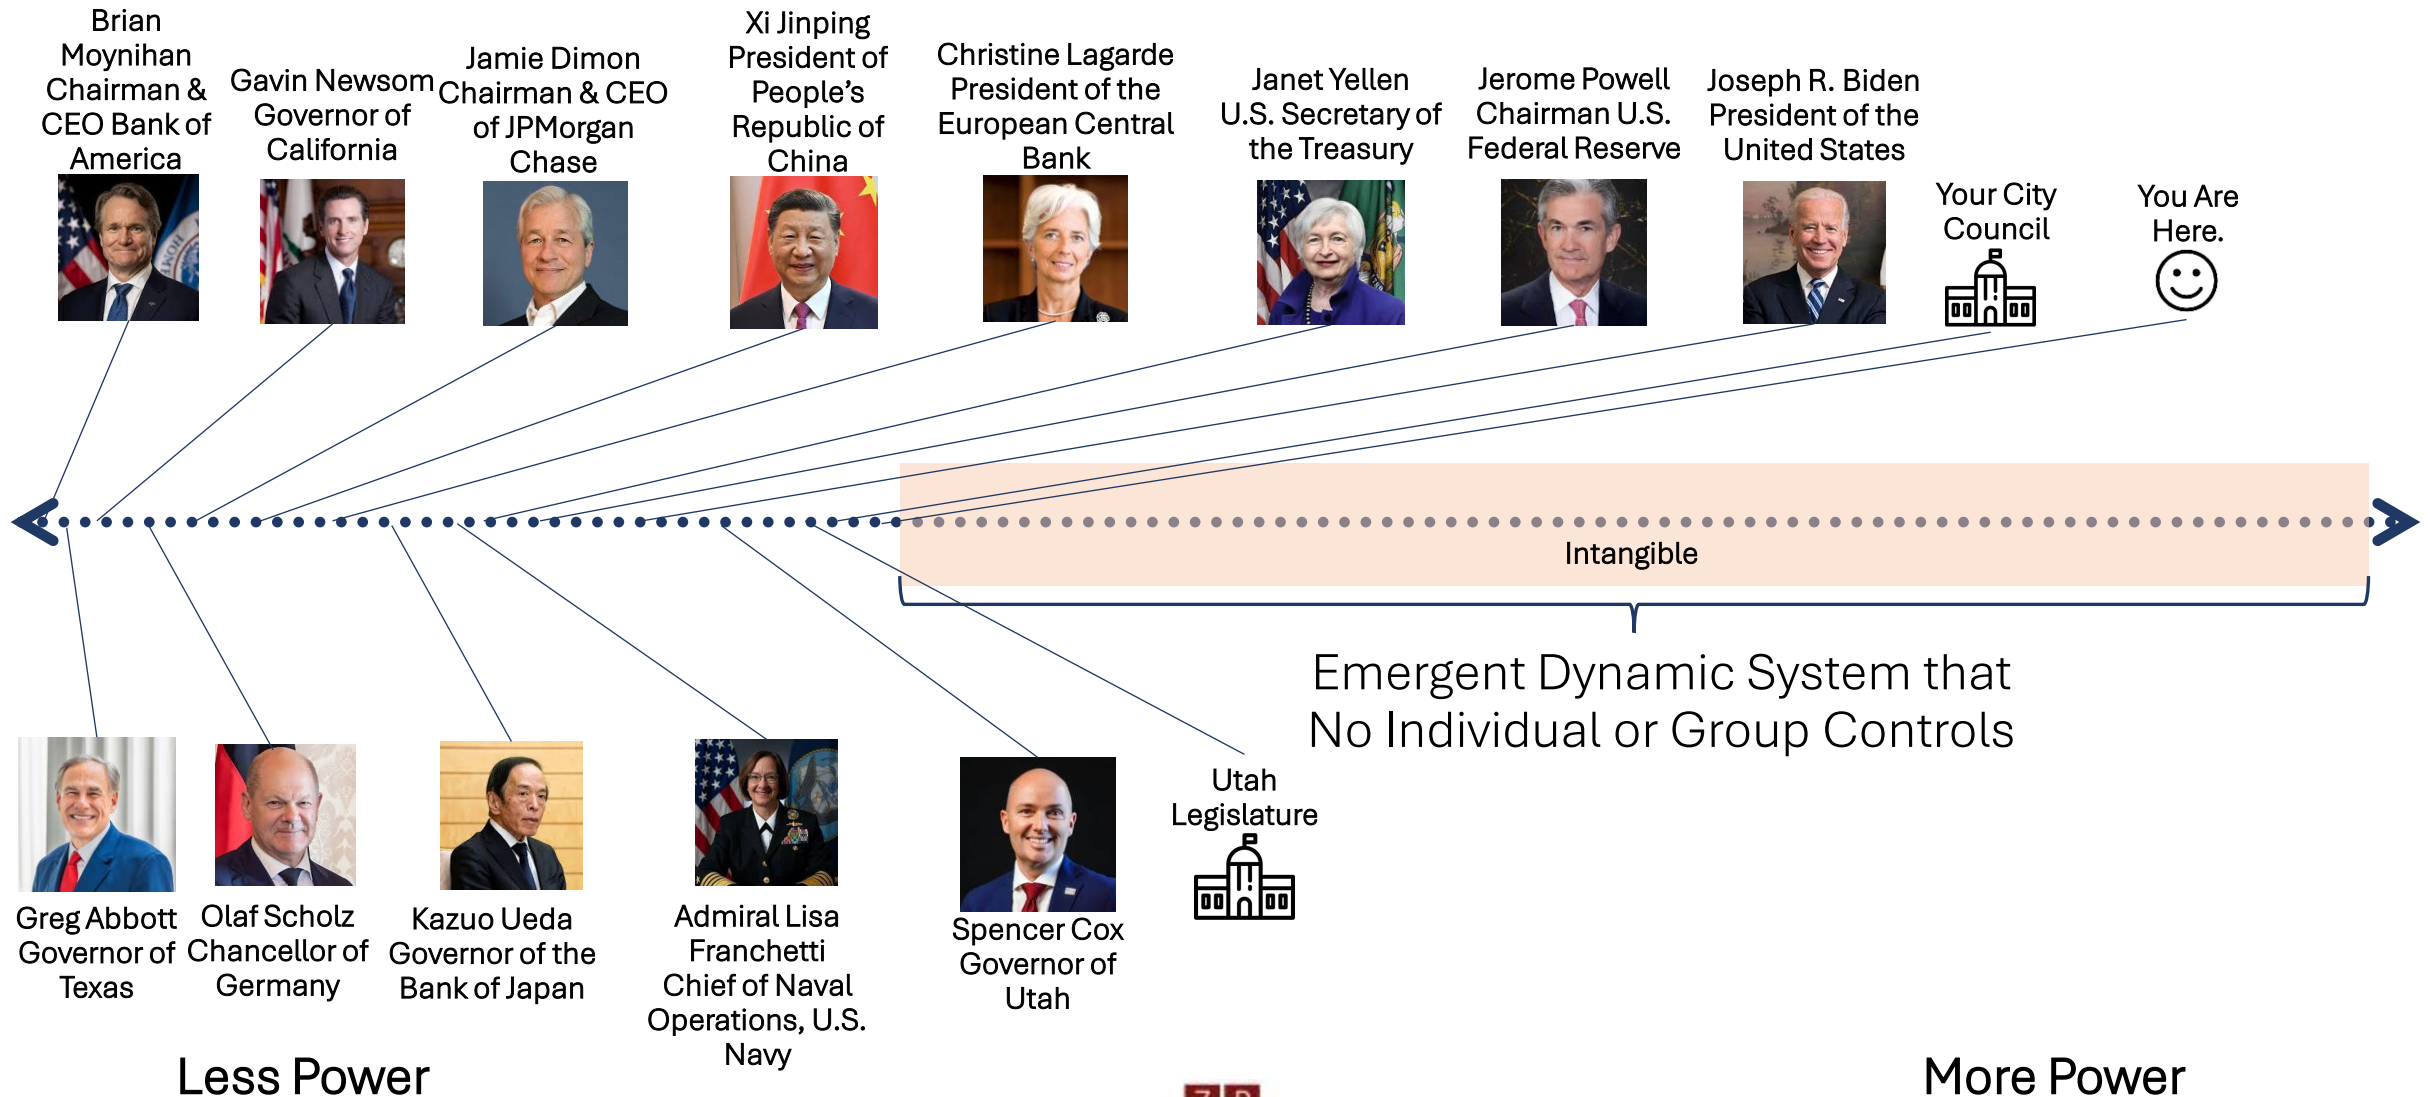 Brian
Moynihan
Chairman &
CEO Bank of
America
Gavin Newsom
Governor of
California
Jamie Dimon
Chairman & CEO
of JPMorgan
Chase
Xi Jinping
President of
People’s
Republic of
China
Christine Lagarde
President of the
European Central
Bank
Janet Yellen
U.S. Secretary of
the Treasury
Jerome Powell
Chairman U.S.
Federal Reserve
Joseph R. Biden
President of the
United States
Your City
Council
You Are
Here.
Intangible
Emergent Dynamic System that
No Individual or Group Controls
Greg Abbott
Governor of
Texas
Olaf Scholz
Chancellor of
Germany
Kazuo Ueda
Governor of the
Bank of Japan
Admiral Lisa
Franchetti
Chief of Naval
Operations, U.S.
Navy
Spencer Cox
Governor of
Utah
Utah
Legislature
Less Power
More Power